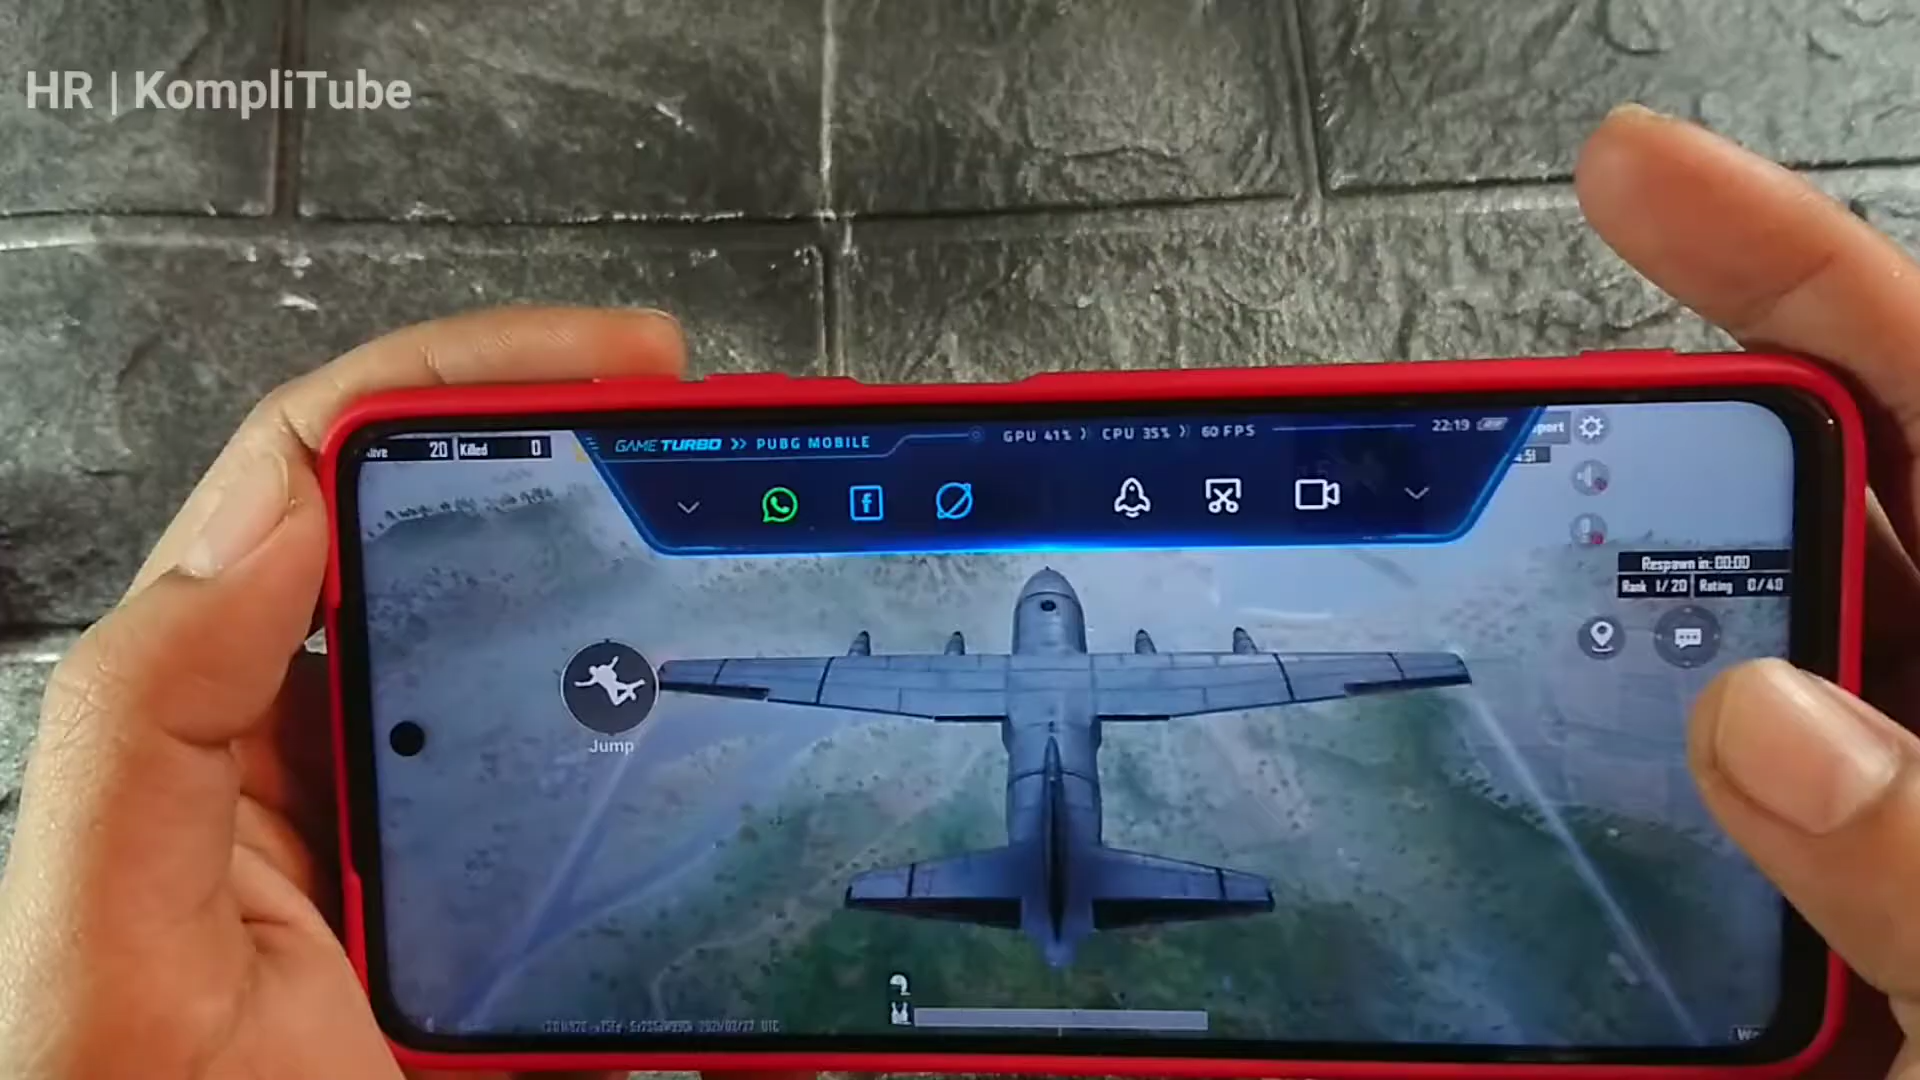 HR | KompliTube
GAME TURBO >> PUBG MOBILE
GPU 41% CPU 35% 60 FPS
22:19
20 Killed 0
Respawn in: 00:00
Rank 1/20 Rating 0/40
Jump